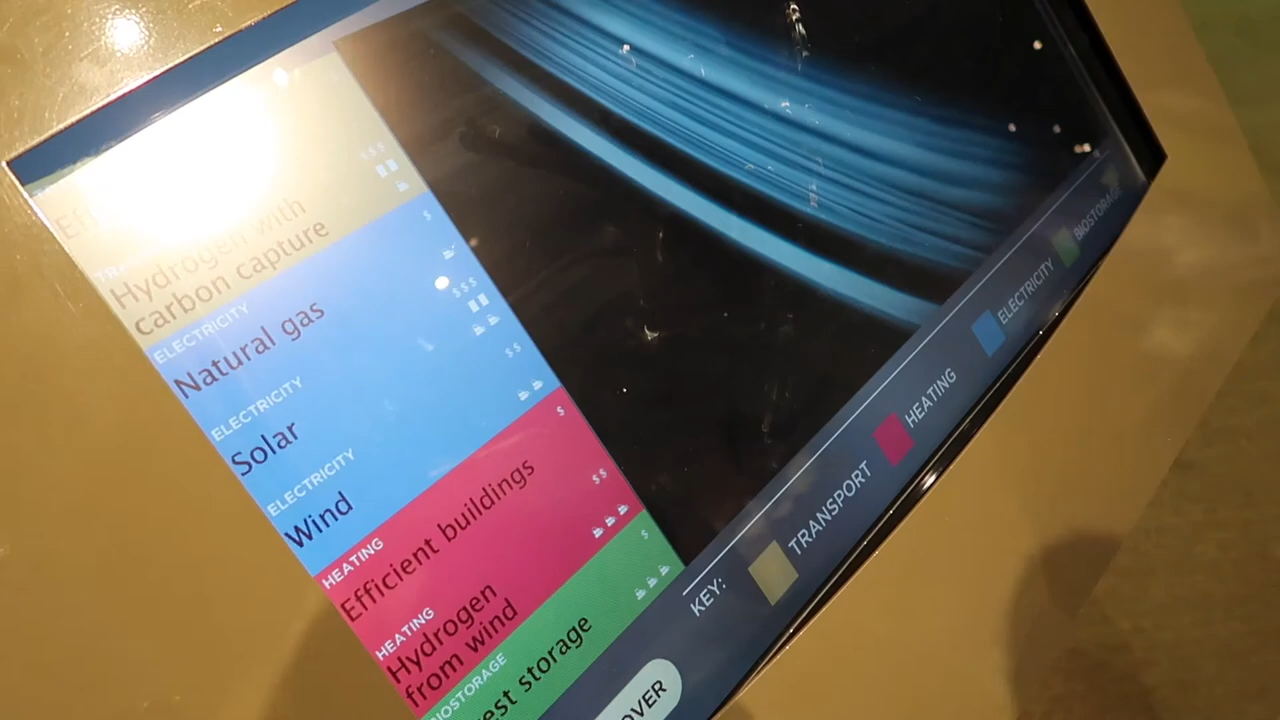 Hydrogen with
carbon capture
$$$
ELECTRICITY
Natural gas
$
ELECTRICITY
Solar
$$$
ELECTRICITY
Wind
$$
HEATING
Efficient buildings
$
HEATING
Hydrogen
from wind
$$
BIOSTORAGE
est storage
$
OVER
KEY:
TRANSPORT
HEATING
ELECTRICITY
BIOSTORAGE